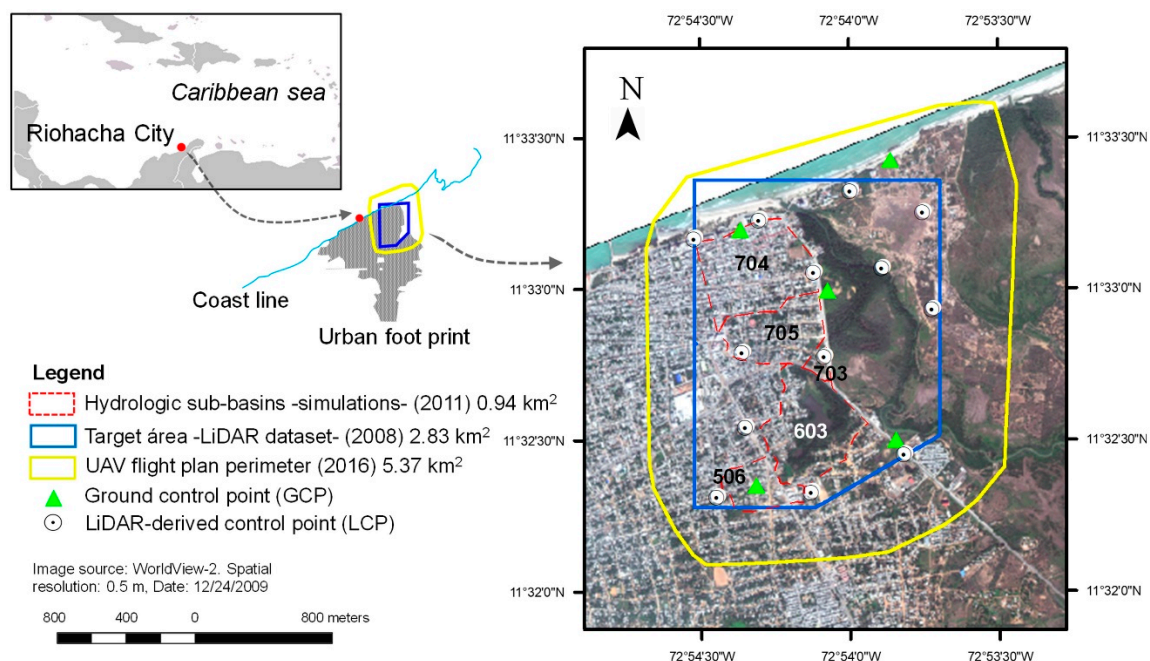 Caribbean sea
Riohacha City
Coast line
Urban foot print
Legend
Hydrologic sub-basins -simulations- (2011) 0.94 km²
Target área -LiDAR dataset- (2008) 2.83 km²
UAV flight plan perimeter (2016) 5.37 km²
Ground control point (GCP)
LiDAR-derived control point (LCP)
Image source: WorldView-2. Spatial
resolution: 0.5 m, Date: 12/24/2009
800 400 0 800 meters
72°54'30"W 72°54'0"W 72°53'30"W
N
11°33'30"N 11°33'30"N
704
11°33'0"N 11°33'0"N
705
703
603
11°32'30"N 11°32'30"N
506
11°32'0"N 11°32'0"N
72°54'30"W 72°54'0"W 72°53'30"W